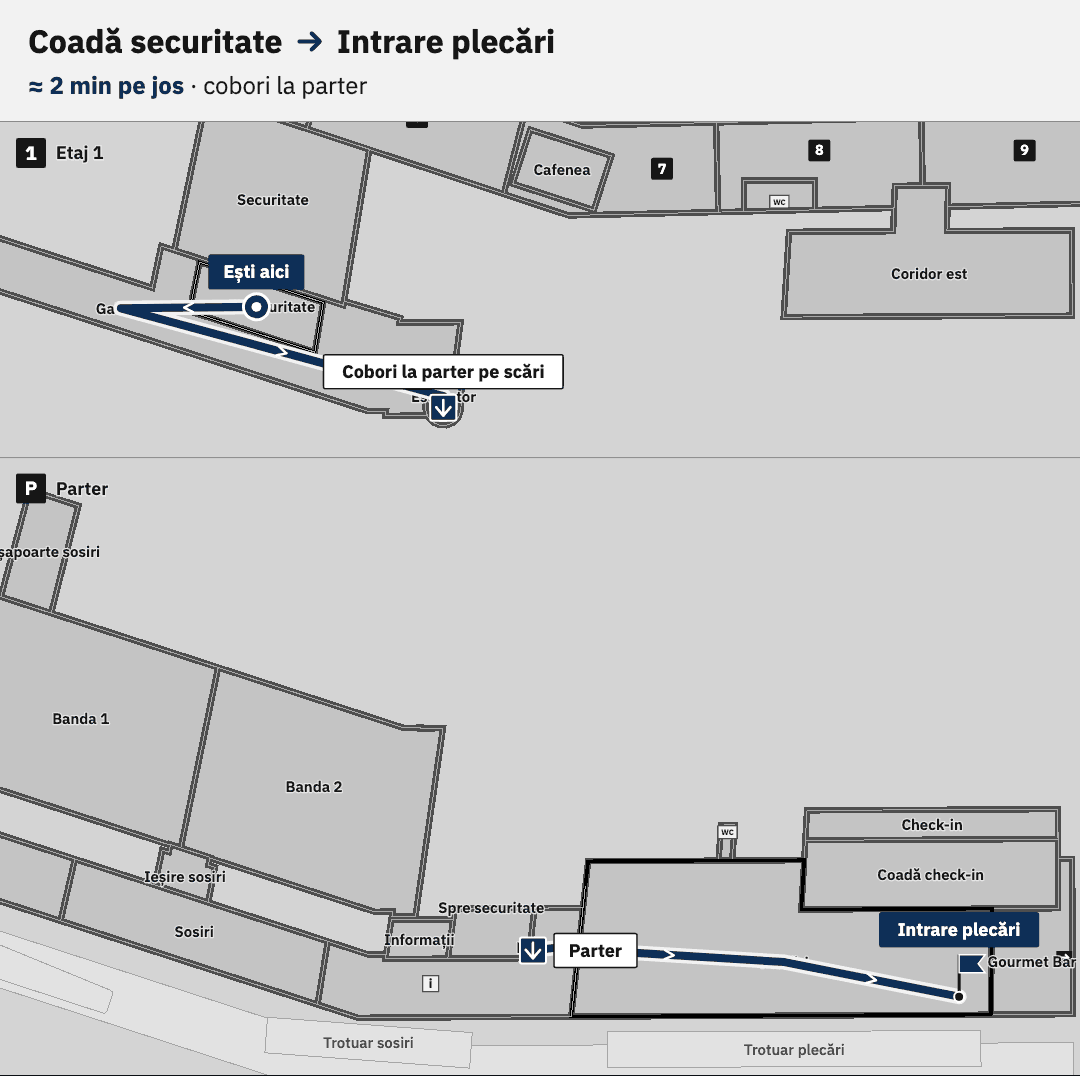 Coadă securitate → Intrare plecări
≈ 2 min pe jos · cobori la parter
1 Etaj 1
Securitate
Cafenea
7
8
9
wc
Coridor est
Ești aici
Cobori la parter pe scări
P Parter
Banda 1
Banda 2
Ieșire sosiri
Sosiri
Informații
Spre securitate
i
Parter
wc
Check-in
Coadă check-in
Intrare plecări
Gourmet Bar
Trotuar sosiri
Trotuar plecări